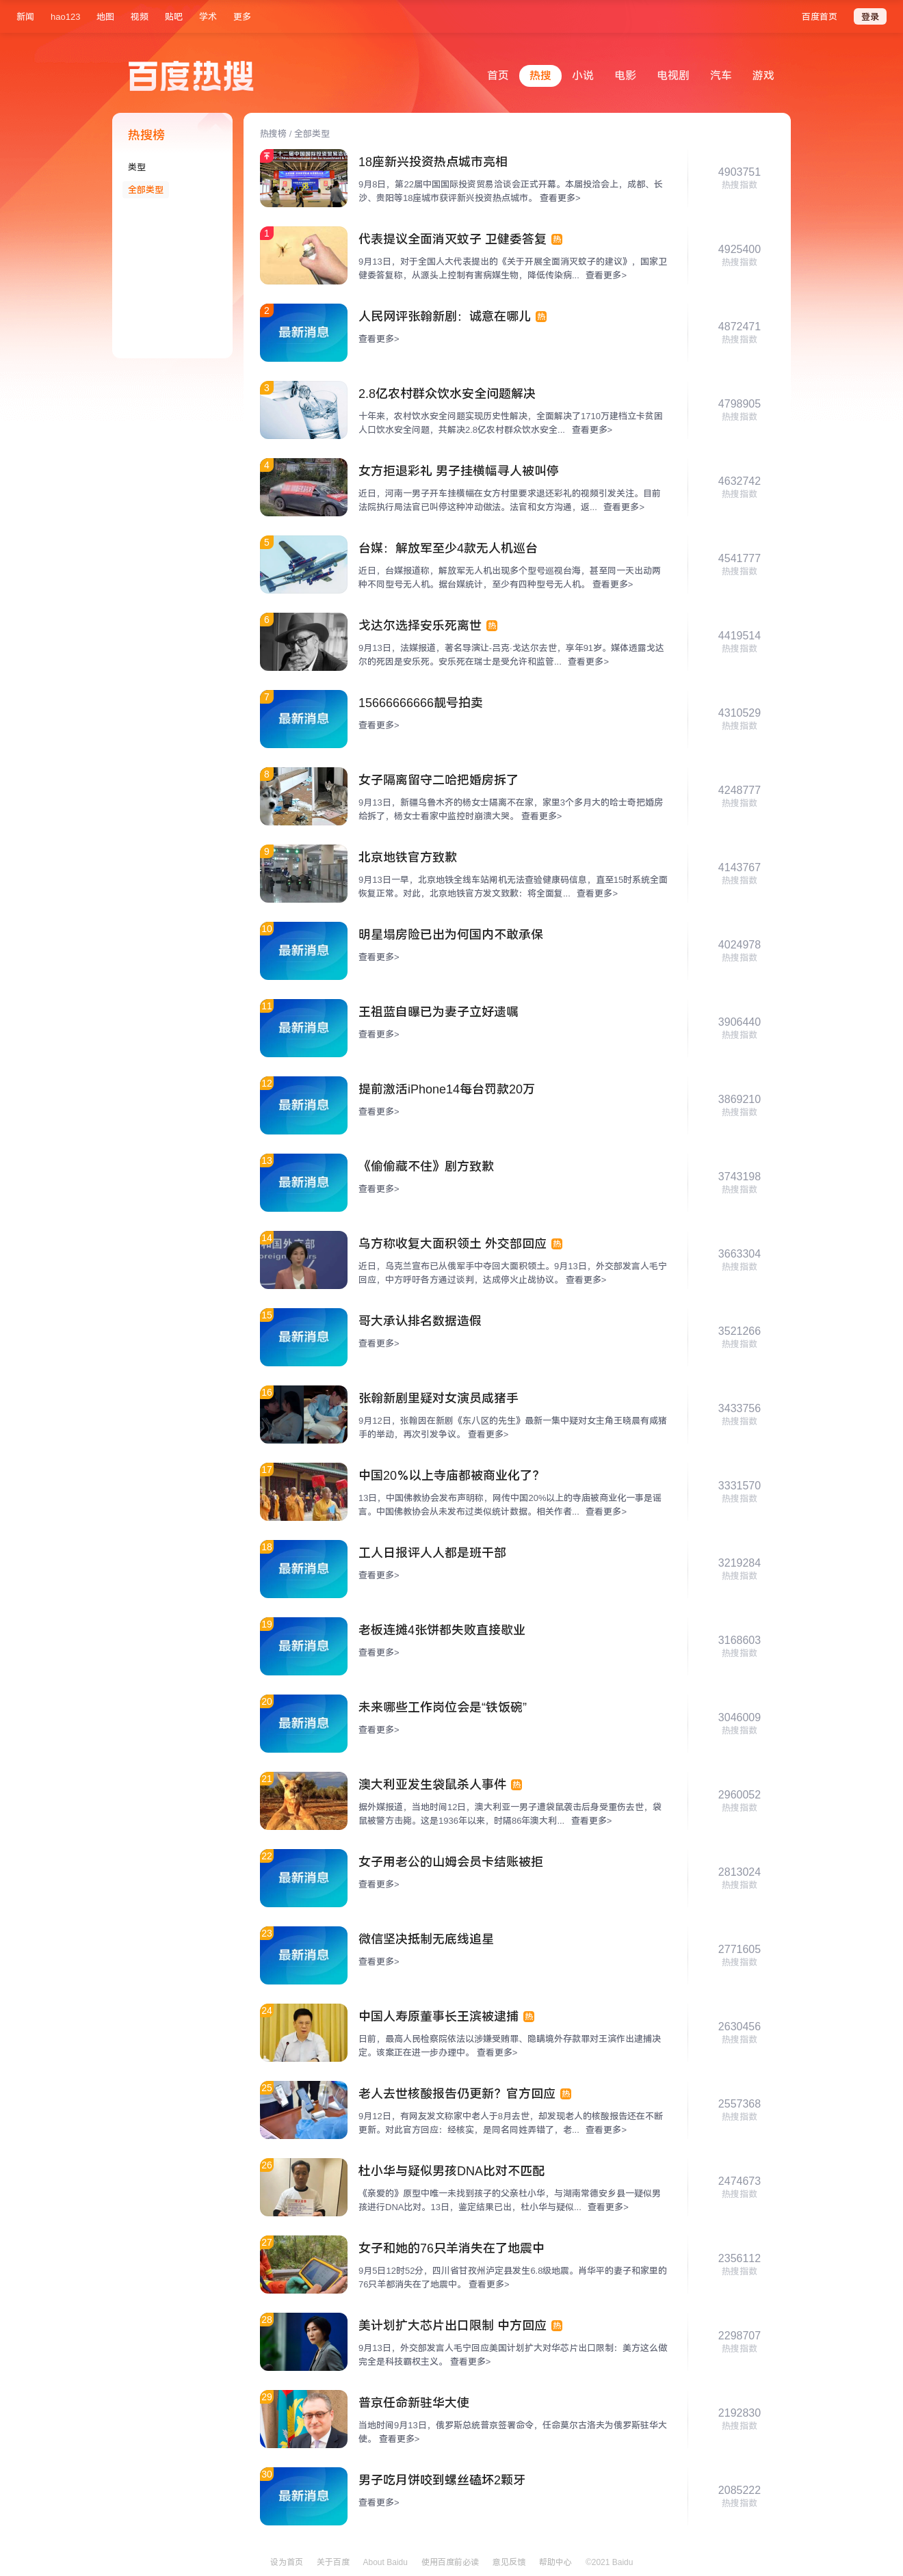 新闻 hao123 地图 视频 贴吧 学术 更多 百度首页 登录
百度热搜 首页 热搜 小说 电影 电视剧 汽车 游戏
热搜榜
类型
全部类型
热搜榜 / 全部类型
18座新兴投资热点城市亮相
9月8日，第22届中国国际投资贸易洽谈会正式开幕。本届投洽会上，成都、长
沙、贵阳等18座城市获评新兴投资热点城市。 查看更多>
4903751
热搜指数
1
代表提议全面消灭蚊子 卫健委答复 热
9月13日，对于全国人大代表提出的《关于开展全面消灭蚊子的建议》，国家卫
健委答复称，从源头上控制有害病媒生物，降低传染病... 查看更多>
4925400
热搜指数
2
最新消息
人民网评张翰新剧：诚意在哪儿 热
查看更多>
4872471
热搜指数
3
2.8亿农村群众饮水安全问题解决
十年来，农村饮水安全问题实现历史性解决，全面解决了1710万建档立卡贫困
人口饮水安全问题，共解决2.8亿农村群众饮水安全... 查看更多>
4798905
热搜指数
4
女方拒退彩礼 男子挂横幅寻人被叫停
近日，河南一男子开车挂横幅在女方村里要求退还彩礼的视频引发关注。目前
法院执行局法官已叫停这种冲动做法。法官和女方沟通，返... 查看更多>
4632742
热搜指数
5
台媒：解放军至少4款无人机巡台
近日，台媒报道称，解放军无人机出现多个型号巡视台海，甚至同一天出动两
种不同型号无人机。据台媒统计，至少有四种型号无人机。 查看更多>
4541777
热搜指数
6
戈达尔选择安乐死离世 热
9月13日，法媒报道，著名导演让-吕克·戈达尔去世，享年91岁。媒体透露戈达
尔的死因是安乐死。安乐死在瑞士是受允许和监管... 查看更多>
4419514
热搜指数
7
最新消息
15666666666靓号拍卖
查看更多>
4310529
热搜指数
8
女子隔离留守二哈把婚房拆了
9月13日，新疆乌鲁木齐的杨女士隔离不在家，家里3个多月大的哈士奇把婚房
给拆了，杨女士看家中监控时崩溃大哭。 查看更多>
4248777
热搜指数
9
北京地铁官方致歉
9月13日一早，北京地铁全线车站闸机无法查验健康码信息，直至15时系统全面
恢复正常。对此，北京地铁官方发文致歉：将全面复... 查看更多>
4143767
热搜指数
10
最新消息
明星塌房险已出为何国内不敢承保
查看更多>
4024978
热搜指数
11
最新消息
王祖蓝自曝已为妻子立好遗嘱
查看更多>
3906440
热搜指数
12
最新消息
提前激活iPhone14每台罚款20万
查看更多>
3869210
热搜指数
13
最新消息
《偷偷藏不住》剧方致歉
查看更多>
3743198
热搜指数
14
乌方称收复大面积领土 外交部回应 热
近日，乌克兰宣布已从俄军手中夺回大面积领土。9月13日，外交部发言人毛宁
回应，中方呼吁各方通过谈判，达成停火止战协议。 查看更多>
3663304
热搜指数
15
最新消息
哥大承认排名数据造假
查看更多>
3521266
热搜指数
16
张翰新剧里疑对女演员咸猪手
9月12日，张翰因在新剧《东八区的先生》最新一集中疑对女主角王晓晨有咸猪
手的举动，再次引发争议。 查看更多>
3433756
热搜指数
17
中国20％以上寺庙都被商业化了？
13日，中国佛教协会发布声明称，网传中国20%以上的寺庙被商业化一事是谣
言。中国佛教协会从未发布过类似统计数据。相关作者... 查看更多>
3331570
热搜指数
18
最新消息
工人日报评人人都是班干部
查看更多>
3219284
热搜指数
19
最新消息
老板连摊4张饼都失败直接歇业
查看更多>
3168603
热搜指数
20
最新消息
未来哪些工作岗位会是“铁饭碗”
查看更多>
3046009
热搜指数
21
澳大利亚发生袋鼠杀人事件 热
据外媒报道，当地时间12日，澳大利亚一男子遭袋鼠袭击后身受重伤去世，袋
鼠被警方击毙。这是1936年以来，时隔86年澳大利... 查看更多>
2960052
热搜指数
22
最新消息
女子用老公的山姆会员卡结账被拒
查看更多>
2813024
热搜指数
23
最新消息
微信坚决抵制无底线追星
查看更多>
2771605
热搜指数
24
中国人寿原董事长王滨被逮捕 热
日前，最高人民检察院依法以涉嫌受贿罪、隐瞒境外存款罪对王滨作出逮捕决
定。该案正在进一步办理中。 查看更多>
2630456
热搜指数
25
老人去世核酸报告仍更新？官方回应 热
9月12日，有网友发文称家中老人于8月去世，却发现老人的核酸报告还在不断
更新。对此官方回应：经核实，是同名同姓弄错了，老... 查看更多>
2557368
热搜指数
26
杜小华与疑似男孩DNA比对不匹配
《亲爱的》原型中唯一未找到孩子的父亲杜小华，与湖南常德安乡县一疑似男
孩进行DNA比对。13日，鉴定结果已出，杜小华与疑似... 查看更多>
2474673
热搜指数
27
女子和她的76只羊消失在了地震中
9月5日12时52分，四川省甘孜州泸定县发生6.8级地震。肖华平的妻子和家里的
76只羊都消失在了地震中。 查看更多>
2356112
热搜指数
28
美计划扩大芯片出口限制 中方回应 热
9月13日，外交部发言人毛宁回应美国计划扩大对华芯片出口限制：美方这么做
完全是科技霸权主义。 查看更多>
2298707
热搜指数
29
普京任命新驻华大使
当地时间9月13日，俄罗斯总统普京签署命令，任命莫尔古洛夫为俄罗斯驻华大
使。 查看更多>
2192830
热搜指数
30
最新消息
男子吃月饼咬到螺丝磕坏2颗牙
查看更多>
2085222
热搜指数
设为首页 关于百度 About Baidu 使用百度前必读 意见反馈 帮助中心 ©2021 Baidu